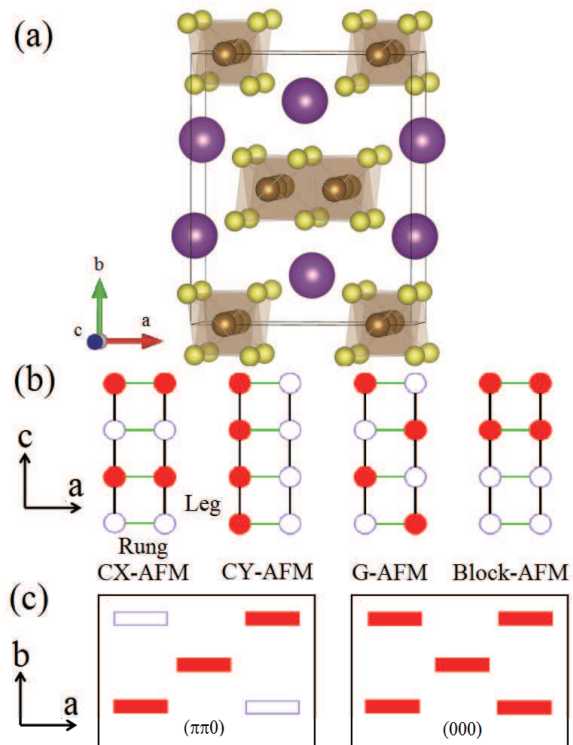 (a)
b
c
a
(b)
c
a
Leg
Rung
CX-AFM CY-AFM G-AFM Block-AFM
(c)
b
a
(ππ0) (000)